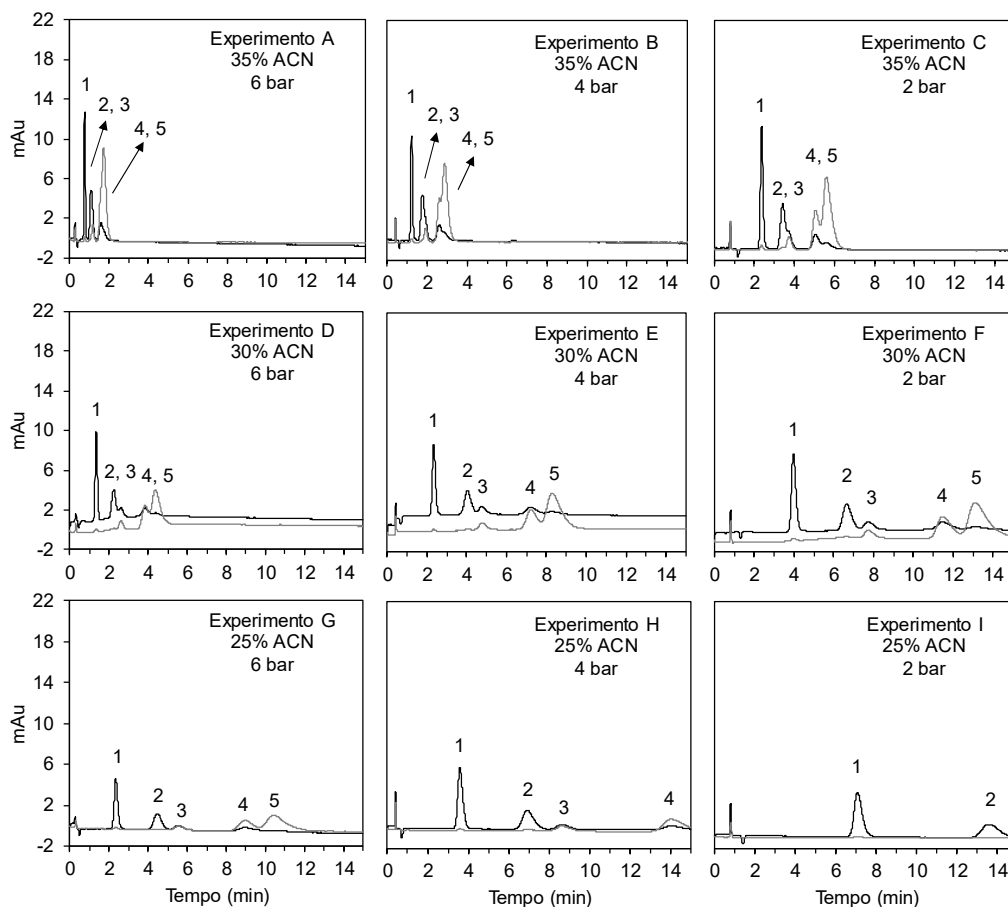 22
18
14
10
6
2
-2
mAu
Experimento A
35% ACN
6 bar
1
2, 3
4, 5
0 2 4 6 8 10 12 14
Experimento B
35% ACN
4 bar
1
2, 3
4, 5
0 2 4 6 8 10 12 14
Experimento C
35% ACN
2 bar
1
2, 3
4, 5
0 2 4 6 8 10 12 14
22
18
14
10
6
2
-2
mAu
Experimento D
30% ACN
6 bar
1
2, 3
4, 5
0 2 4 6 8 10 12 14
Experimento E
30% ACN
4 bar
1
2
3
4
5
0 2 4 6 8 10 12 14
Experimento F
30% ACN
2 bar
1
2
3
4
5
0 2 4 6 8 10 12 14
22
18
14
10
6
2
-2
mAu
Experimento G
25% ACN
6 bar
1
2
3
4
5
0 2 4 6 8 10 12 14
Tempo (min)
Experimento H
25% ACN
4 bar
1
2
3
4
0 2 4 6 8 10 12 14
Tempo (min)
Experimento I
25% ACN
2 bar
1
2
0 2 4 6 8 10 12 14
Tempo (min)